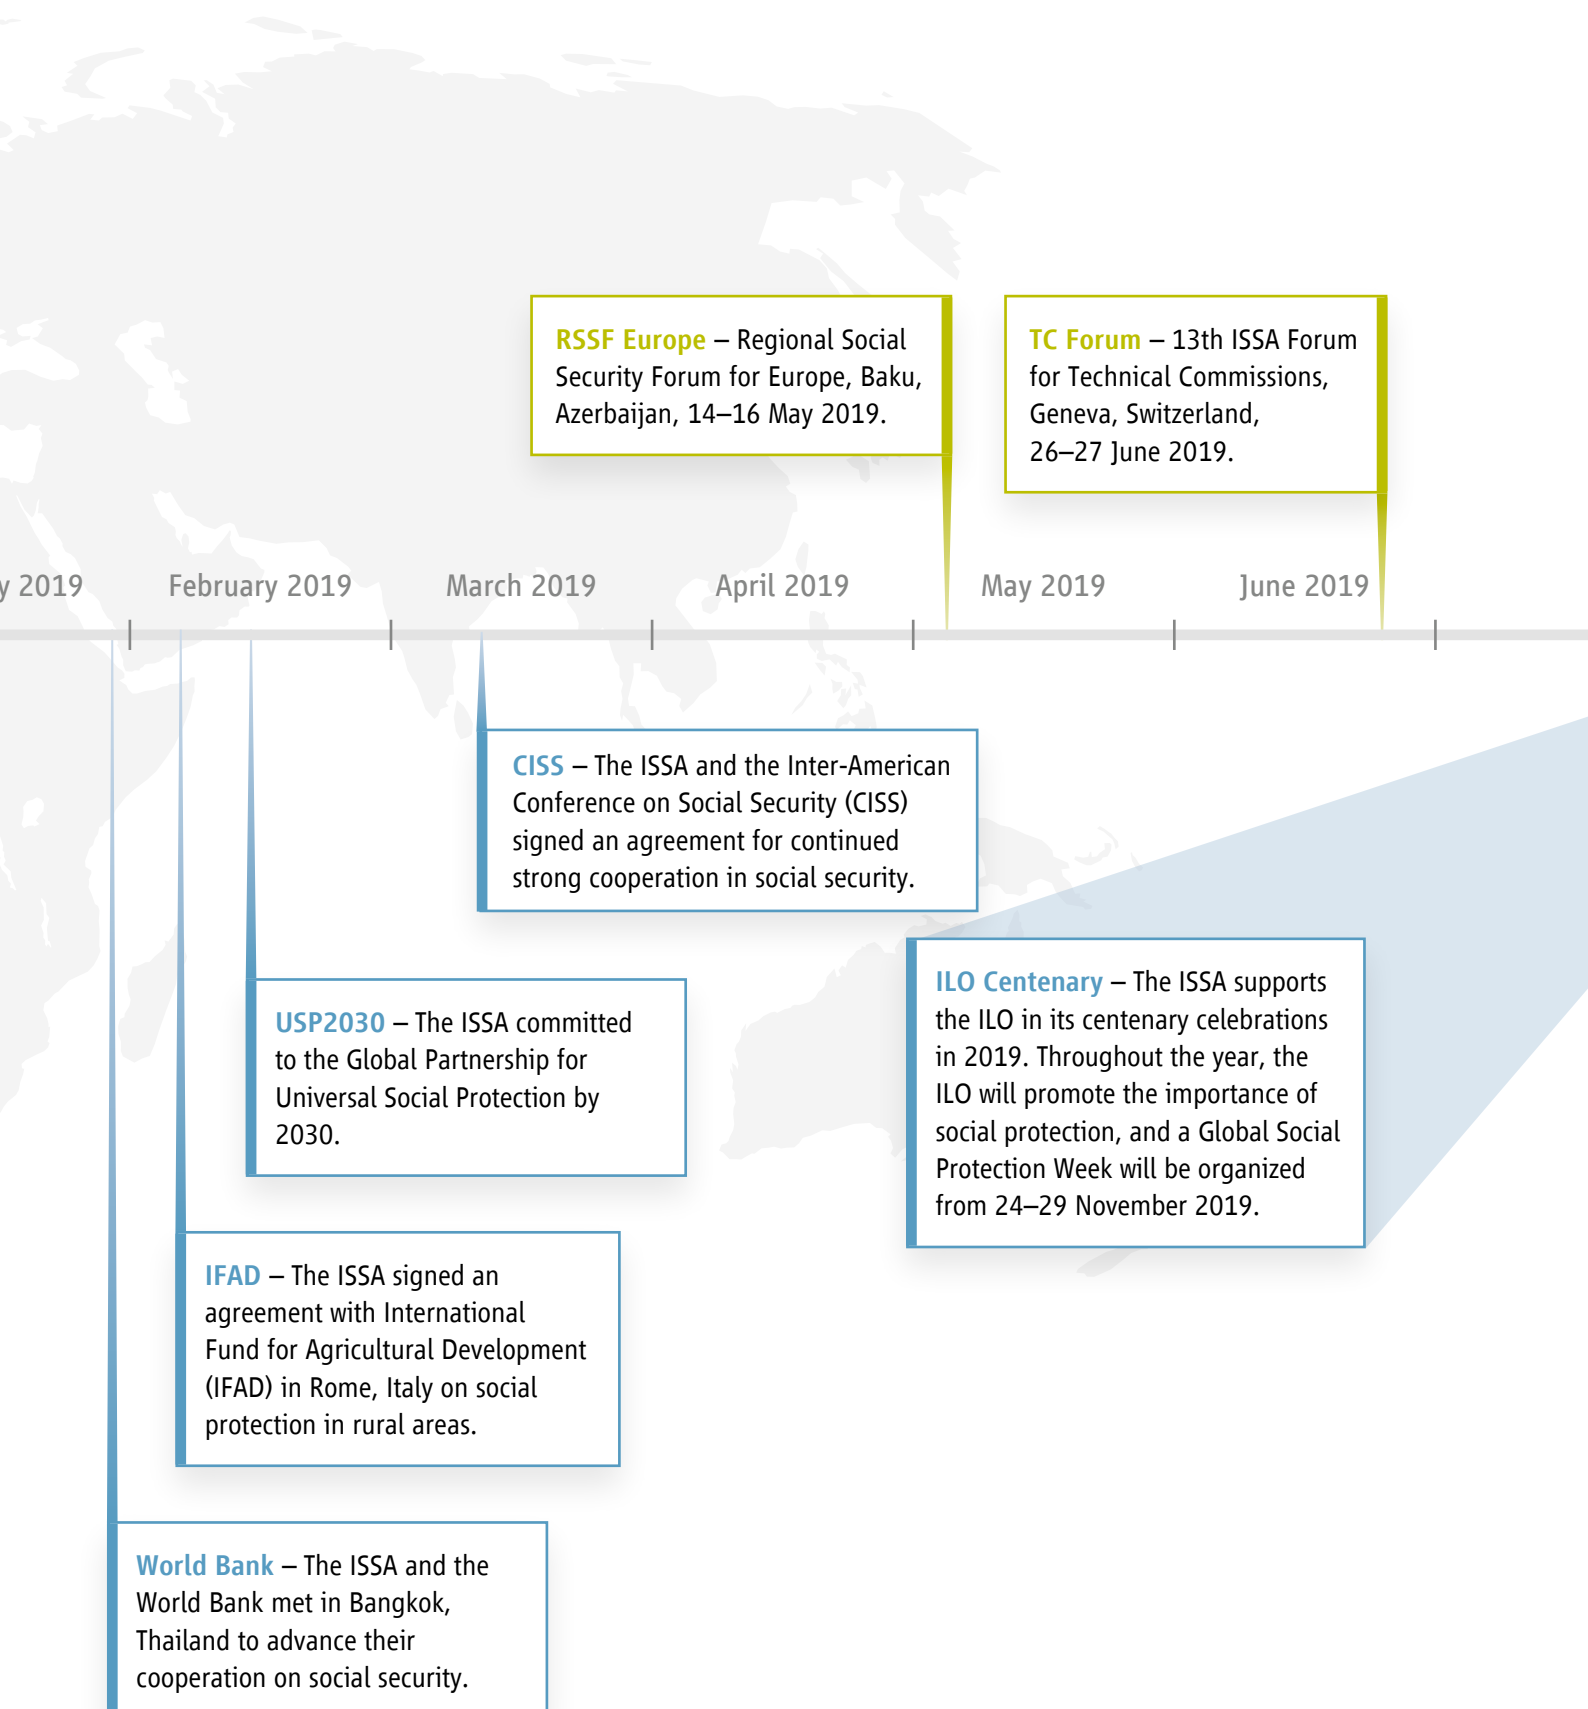 RSSF Europe – Regional Social
Security Forum for Europe, Baku,
Azerbaijan, 14–16 May 2019.
TC Forum – 13th ISSA Forum
for Technical Commissions,
Geneva, Switzerland,
26–27 June 2019.
y 2019 February 2019 March 2019 April 2019 May 2019 June 2019
CISS – The ISSA and the Inter-American
Conference on Social Security (CISS)
signed an agreement for continued
strong cooperation in social security.
ILO Centenary – The ISSA supports
the ILO in its centenary celebrations
in 2019. Throughout the year, the
ILO will promote the importance of
social protection, and a Global Social
Protection Week will be organized
from 24–29 November 2019.
USP2030 – The ISSA committed
to the Global Partnership for
Universal Social Protection by
2030.
IFAD – The ISSA signed an
agreement with International
Fund for Agricultural Development
(IFAD) in Rome, Italy on social
protection in rural areas.
World Bank – The ISSA and the
World Bank met in Bangkok,
Thailand to advance their
cooperation on social security.